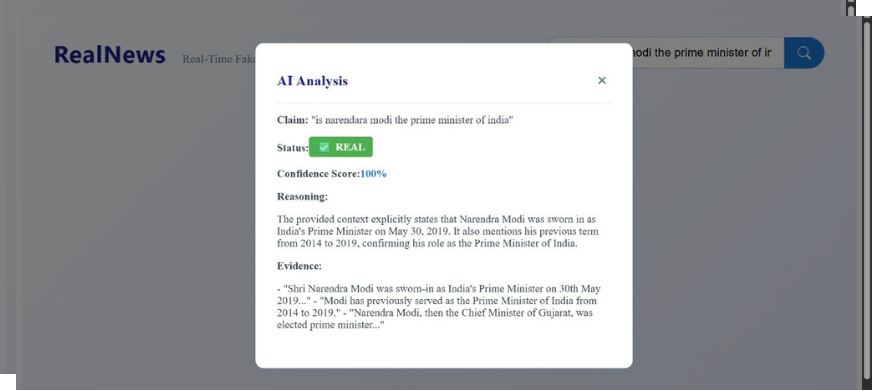 RealNews
Real-Time Fak
odi the prime minister of ir
AI Analysis
×
Claim: "is narendara modi the prime minister of india"
Status: ✅ REAL
Confidence Score:100%
Reasoning:
The provided context explicitly states that Narendra Modi was sworn in as
India's Prime Minister on May 30, 2019. It also mentions his previous term
from 2014 to 2019, confirming his role as the Prime Minister of India.
Evidence:
- "Shri Narendra Modi was sworn-in as India's Prime Minister on 30th May
2019..." - "Modi has previously served as the Prime Minister of India from
2014 to 2019." - "Narendra Modi, then the Chief Minister of Gujarat, was
elected prime minister..."